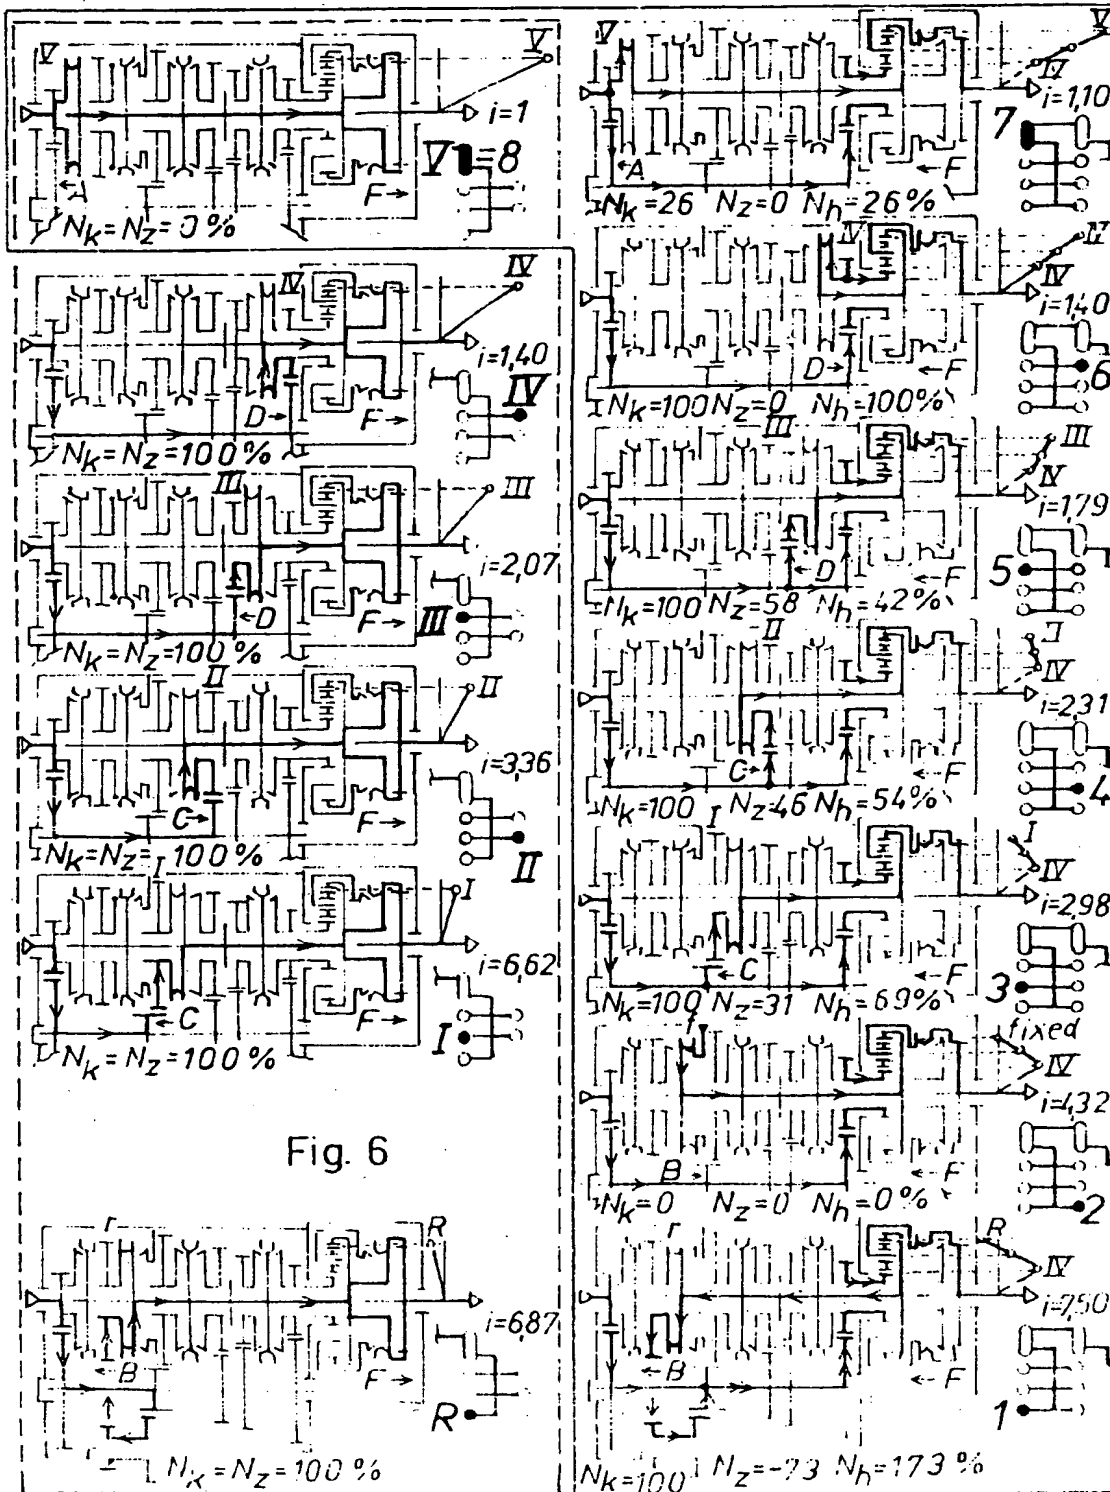 V
V
i=1
A
F
V=8
N_k=N_z=0%
IV
IV
i=1,40
D
F
IV
N_k=N_z=100%
III
III
i=2,07
D
F
III
N_k=N_z=100%
II
II
i=3,36
C
F
II
N_k=N_z=100%
I
I
i=6,62
C
F
I
N_k=N_z=100%
Fig. 6
r
R
i=6,87
B
F
R
N_k=N_z=100%
V
V
IV
i=1,10
7
A
F
N_k=26 N_z=0 N_h=26%
IV
IV
IV
i=1,40
6
D
F
N_k=100 N_z=0 N_h=100%
III
III
IV
i=1,79
5
D
F
N_k=100 N_z=58 N_h=42%
II
IV
i=2,31
4
C
F
N_k=100 N_z=46 N_h=54%
I
I
IV
i=2,98
3
C
F
N_k=100 N_z=31 N_h=69%
f
fixed
IV
i=4,32
2
B
F
N_k=0 N_z=0 N_h=0%
r
R
IV
i=7,50
1
B
F
N_k=100 N_z=-73 N_h=173%